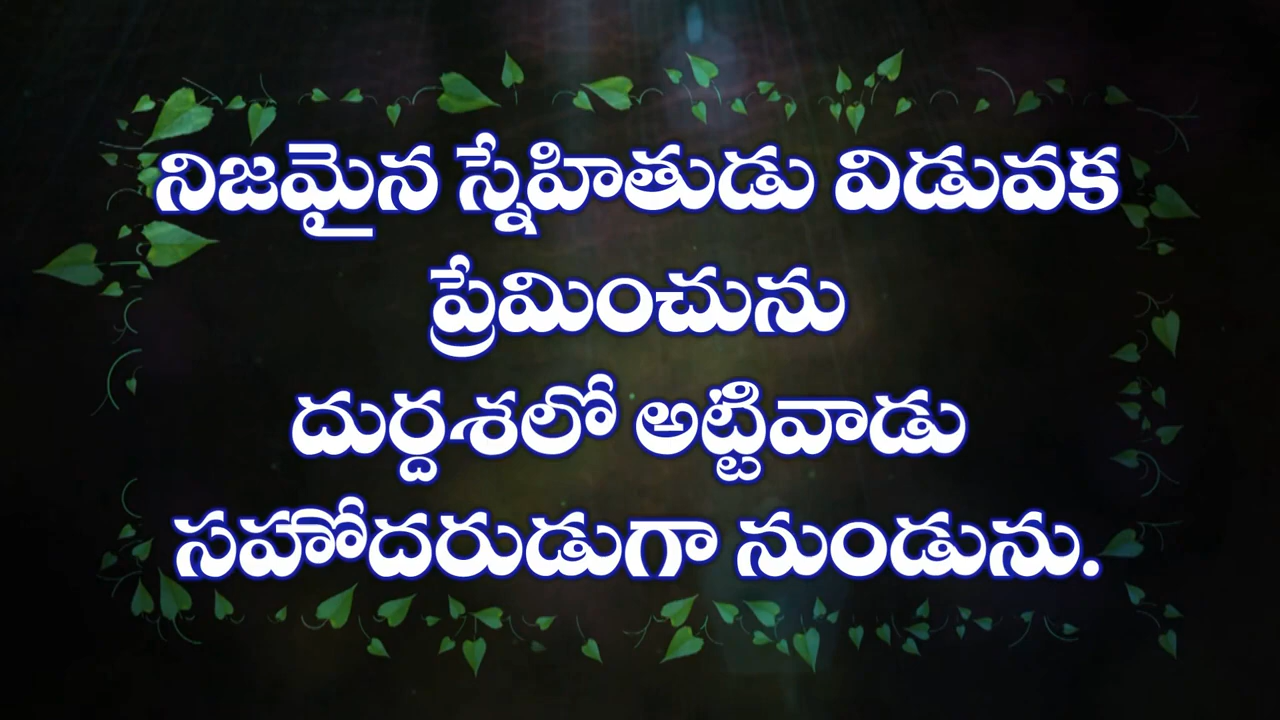 నిజమైన స్నేహితుడు విడువక
ప్రేమించును
దుర్దశలో అట్టివాడు
సహోదరుడుగా నుండును.